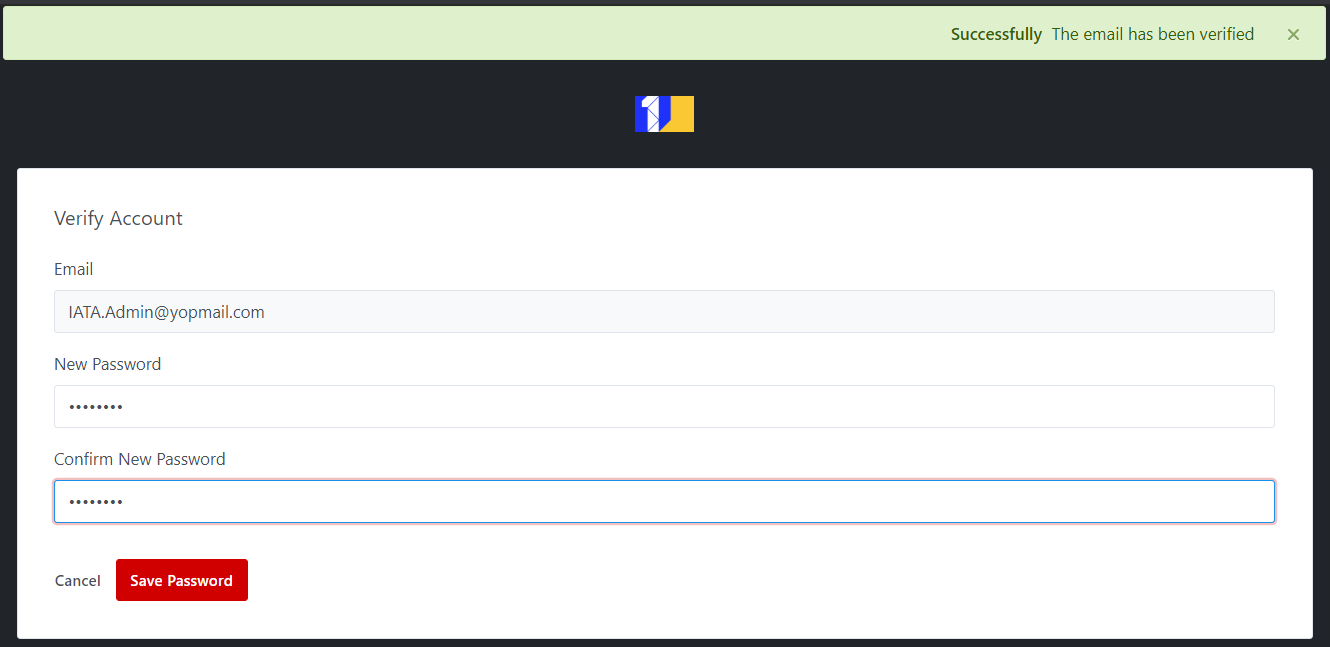 Successfully The email has been verified ×
Verify Account
Email
IATA.Admin@yopmail.com
New Password
••••••••
Confirm New Password
••••••••
Cancel Save Password